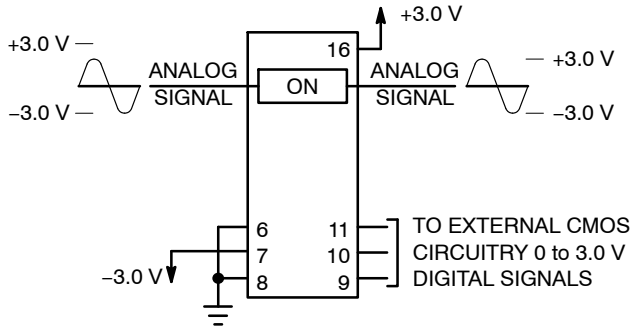 +3.0 V
+3.0 V
−3.0 V
ANALOG
SIGNAL
16
ON
ANALOG
SIGNAL
+3.0 V
−3.0 V
6
7
8
−3.0 V
11
10
9
TO EXTERNAL CMOS
CIRCUITRY 0 to 3.0 V
DIGITAL SIGNALS